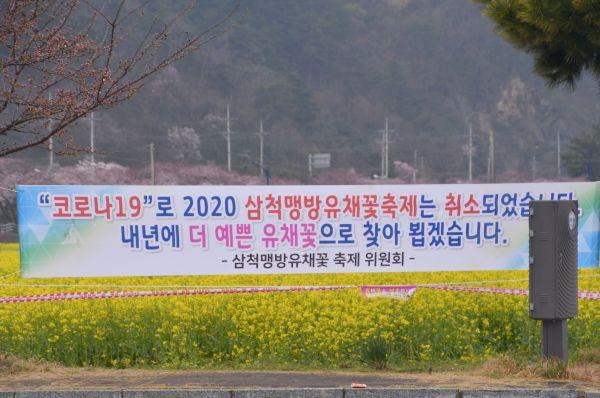 “코로나19”로 2020 삼척맹방유채꽃축제는 취소되었습니다.
내년에 더 예쁜 유채꽃으로 찾아 뵙겠습니다.
- 삼척맹방유채꽃 축제 위원회 -